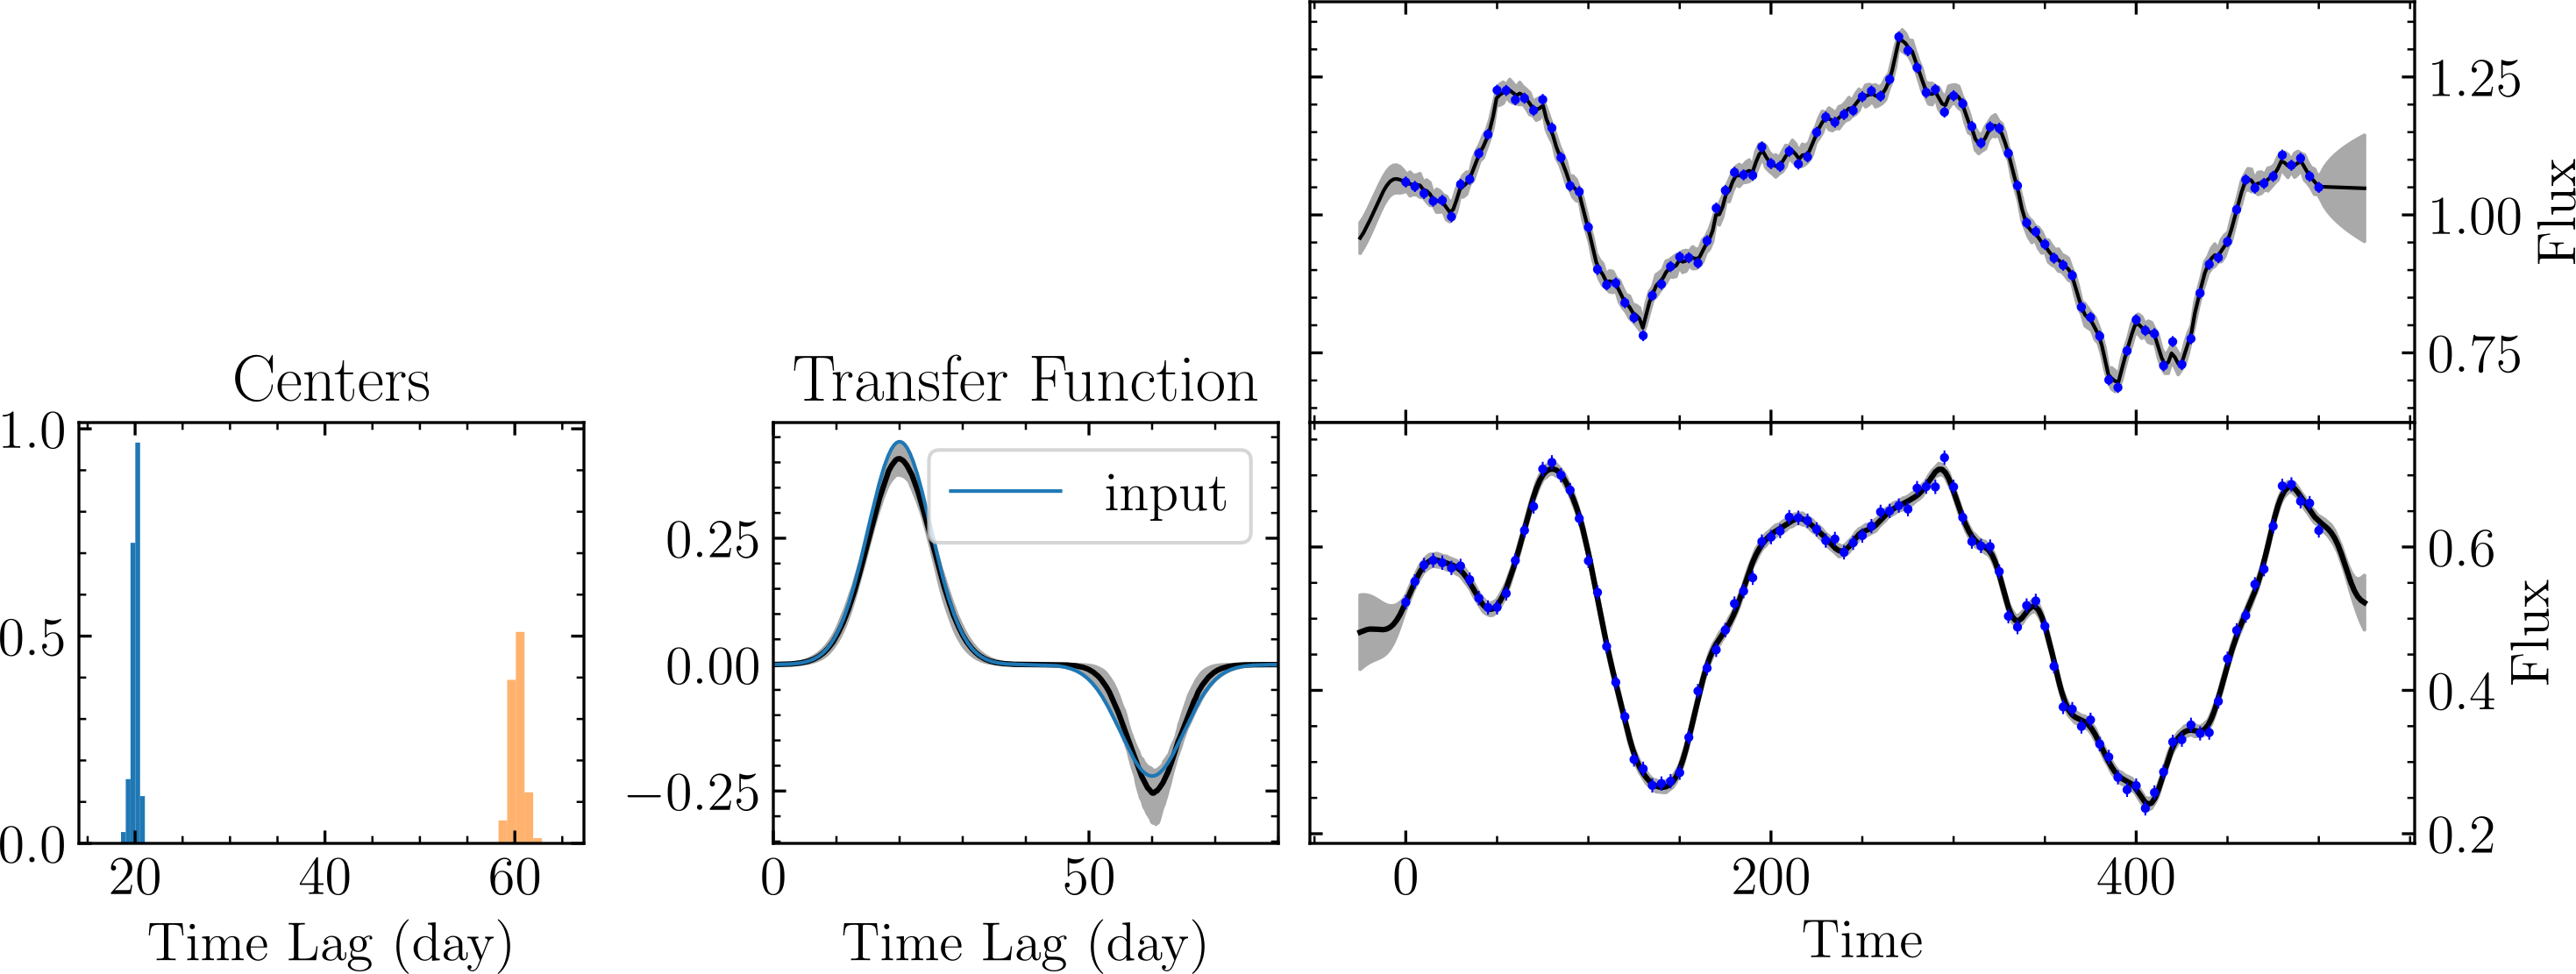 Centers
1.0
0.5
0.0
20 40 60
Time Lag (day)
Transfer Function
input
0.25
0.00
−0.25
0 50
Time Lag (day)
1.25
1.00
0.75
Flux
0.6
0.4
0.2
Flux
0 200 400
Time